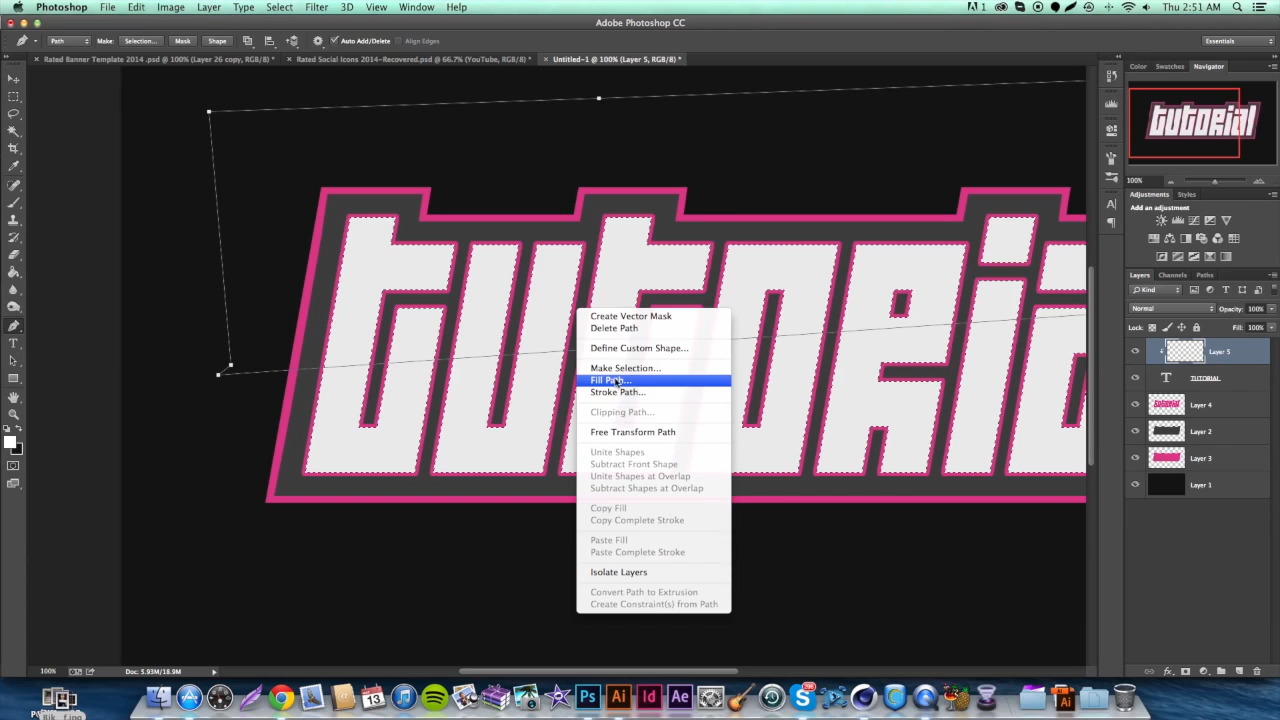 Photoshop File Edit Image Layer Type Select Filter 3D View Window Help 1 Thu 2:51 AM
Adobe Photoshop CC
Path Make: Selection... Mask Shape Auto Add/Delete Align Edges Essentials
Rated Banner Template 2014 .psd @ 100% (Layer 26 copy, RGB/8) * Rated Social Icons 2014-Recovered.psd @ 66.7% (YouTube, RGB/8) * Untitled-1 @ 100% (Layer 5, RGB/8) *
Color Swatches Navigator
TUTORIAL
100%
Adjustments Styles
Add an adjustment
Layers Channels Paths
Kind
Normal Opacity: 100%
Lock: Fill: 100%
Layer 5
TUTORIAL
Layer 4
Layer 2
Layer 3
Layer 1
Create Vector Mask
Delete Path
Define Custom Shape...
Make Selection...
Fill Path...
Stroke Path...
Clipping Path...
Free Transform Path
Unite Shapes
Subtract Front Shape
Unite Shapes at Overlap
Subtract Shapes at Overlap
Copy Fill
Copy Complete Stroke
Paste Fill
Paste Complete Stroke
Isolate Layers
Convert Path to Extrusion
Create Constraint(s) from Path
100% Doc: 5.93M/18.9M
13 Ps Ai Id Ae